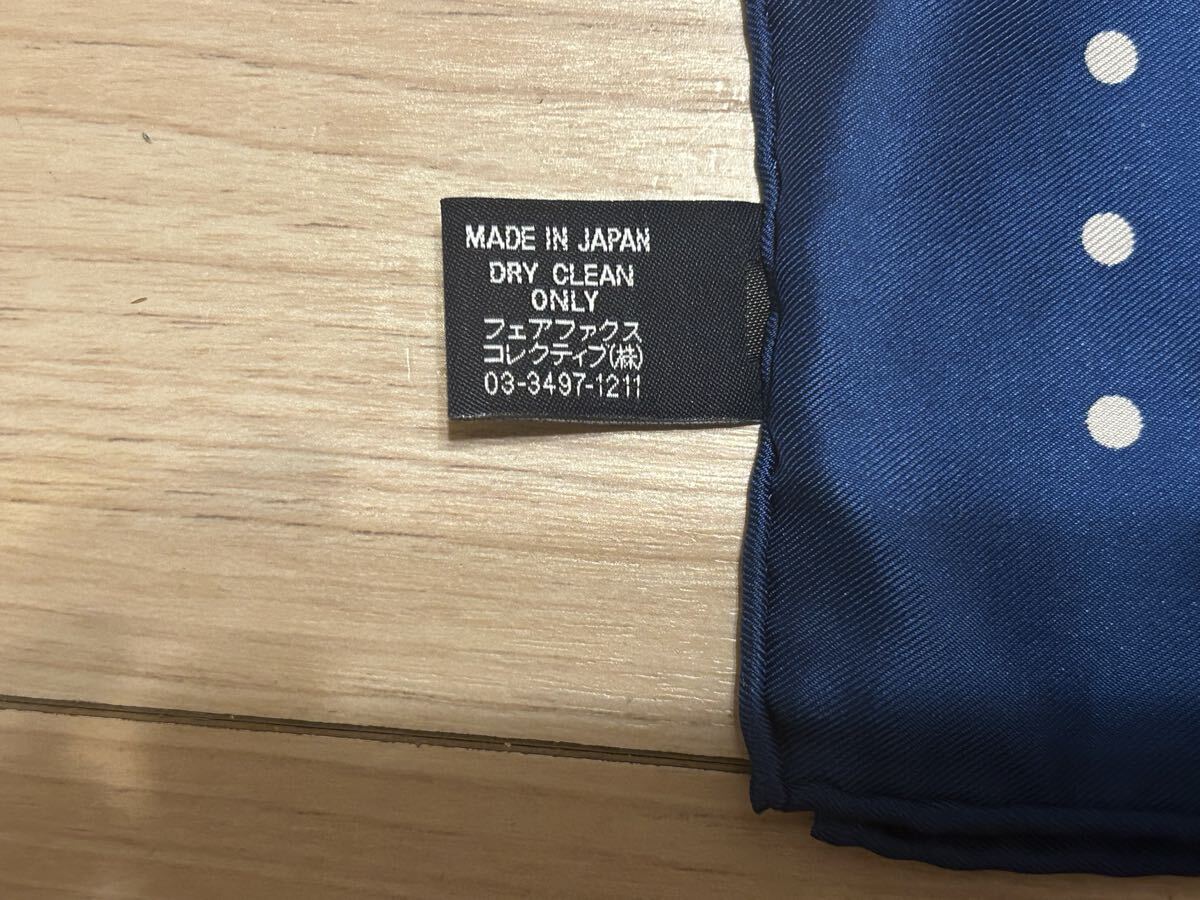 MADE IN JAPAN
DRY CLEAN
ONLY
フェアファクス
コレクティブ(株)
03-3497-1211